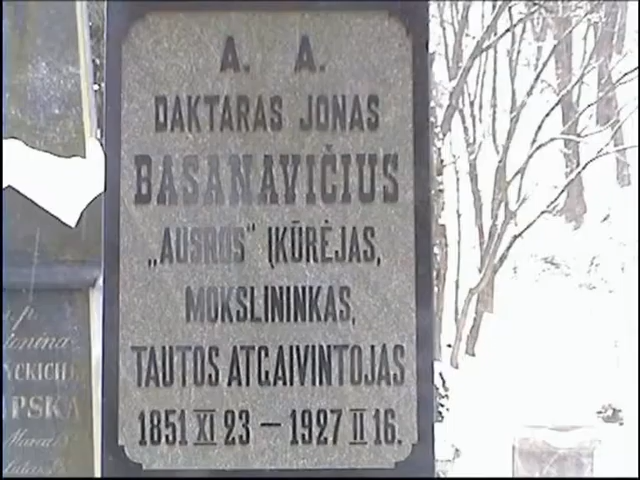 A. A.
DAKTARAS JONAS
BASANAVIČIUS
„AUSROS" ĮKŪRĖJAS,
MOKSLININKAS,
TAUTOS ATGAIVINTOJAS
1851 XI 23 – 1927 II 16.